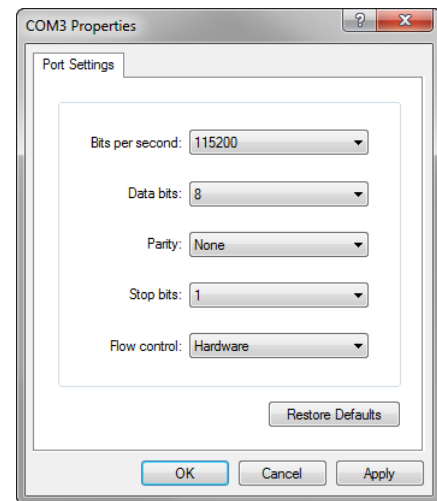 COM3 Properties
Port Settings
Bits per second: 115200
Data bits: 8
Parity: None
Stop bits: 1
Flow control: Hardware
Restore Defaults
OK Cancel Apply